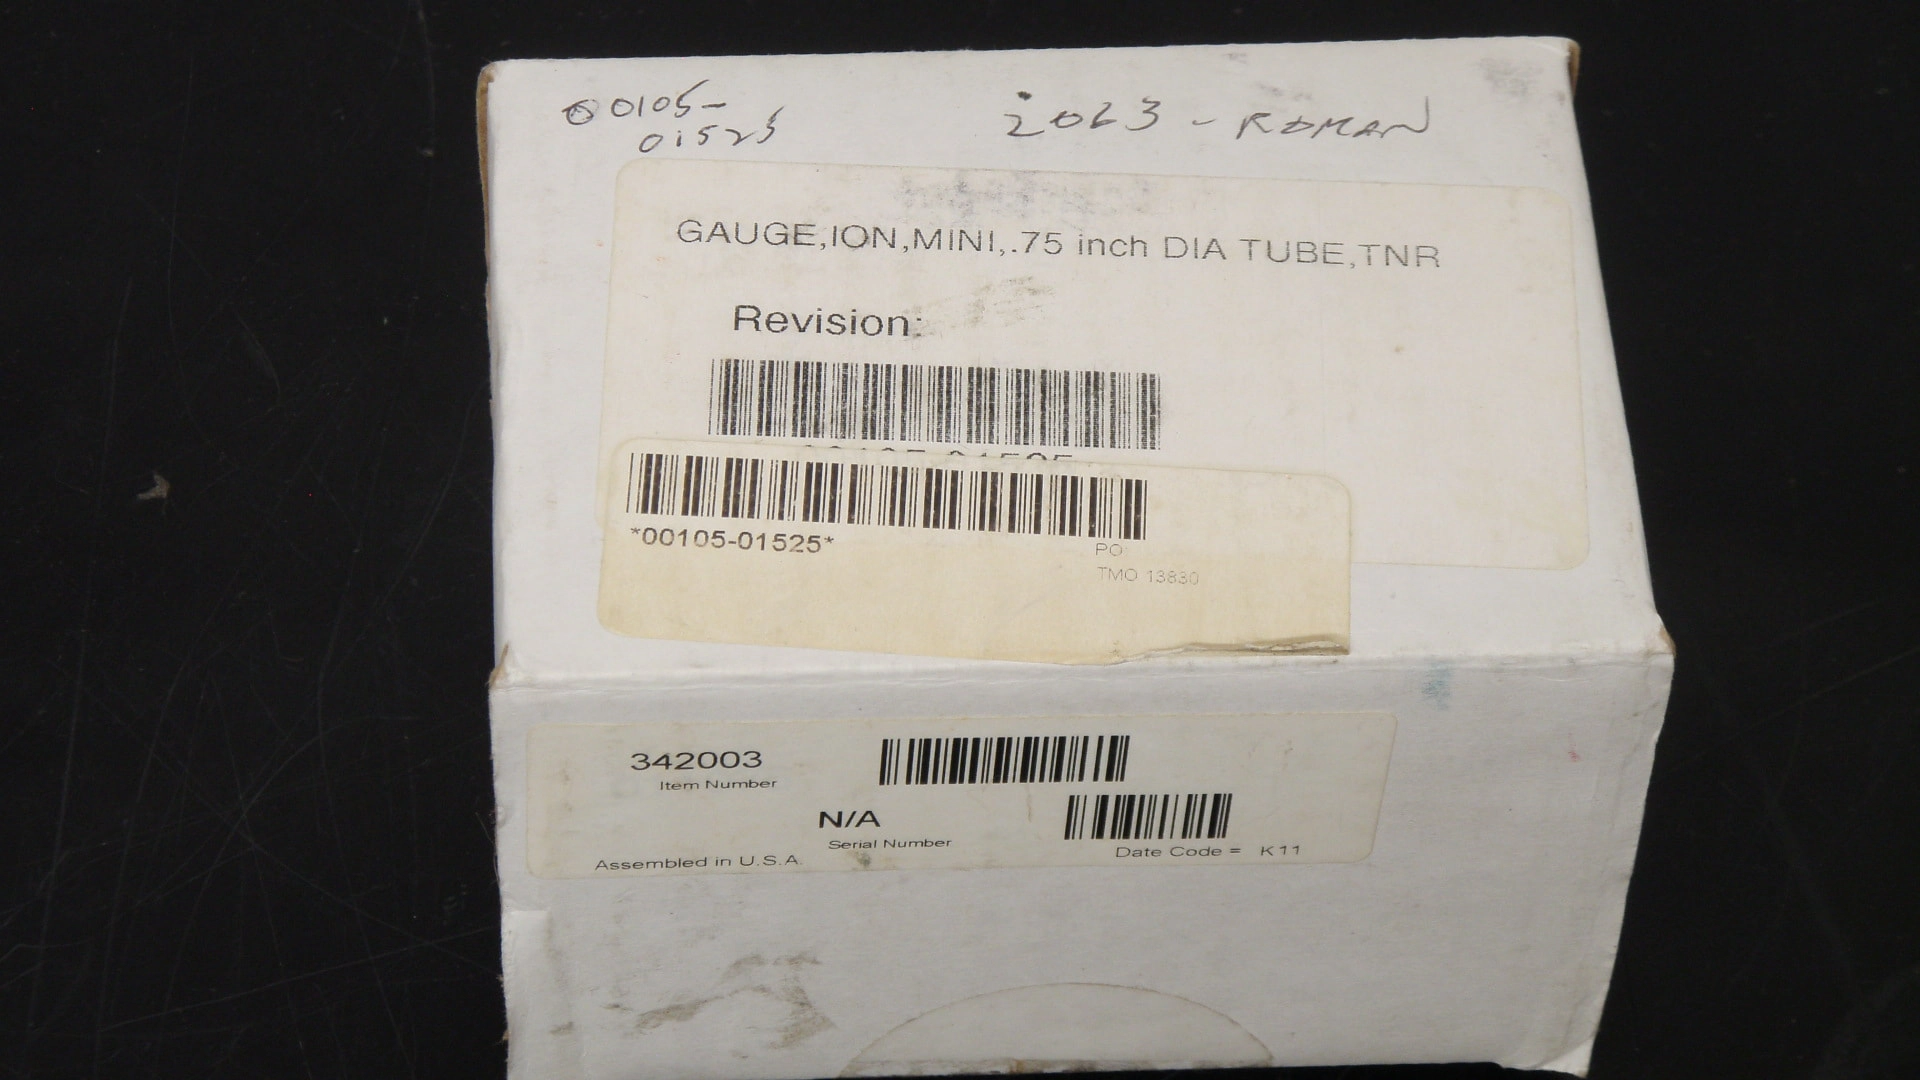 00105-
01525
2063 - ROMAN
GAUGE,ION,MINI,.75 inch DIA TUBE,TNR
Revision:
*00105-01525*
PO
TMO 13830
342003
Item Number
N/A
Serial Number
Assembled in U.S.A.
Date Code = K11